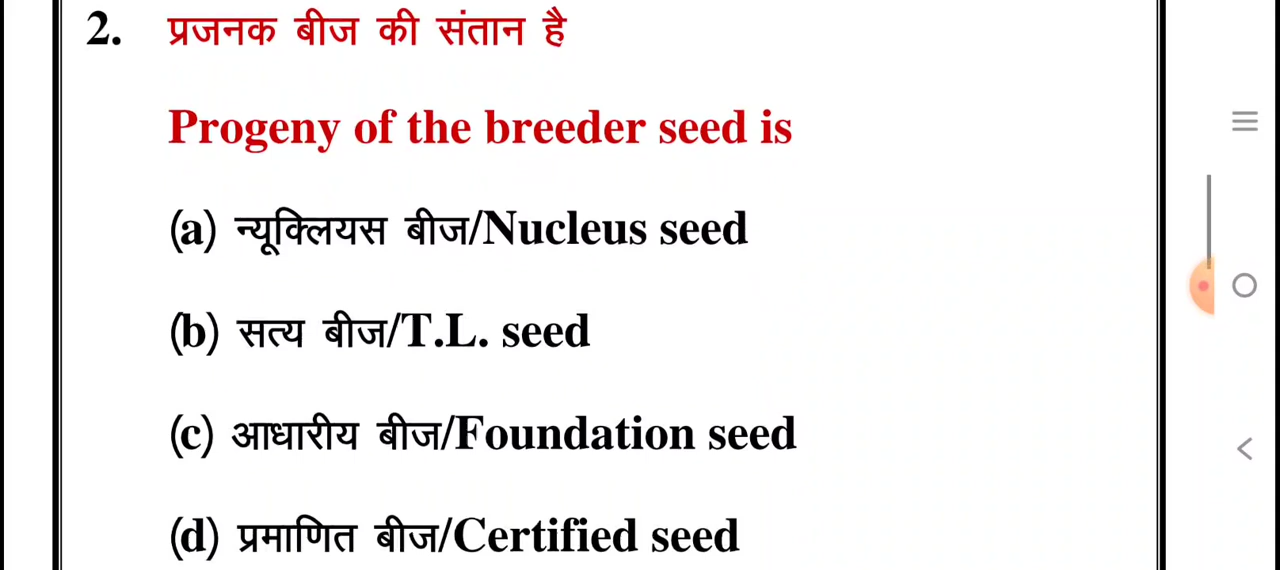 2. प्रजनक बीज की संतान है
Progeny of the breeder seed is
(a) न्यूक्लियस बीज/Nucleus seed
(b) सत्य बीज/T.L. seed
(c) आधारीय बीज/Foundation seed
(d) प्रमाणित बीज/Certified seed